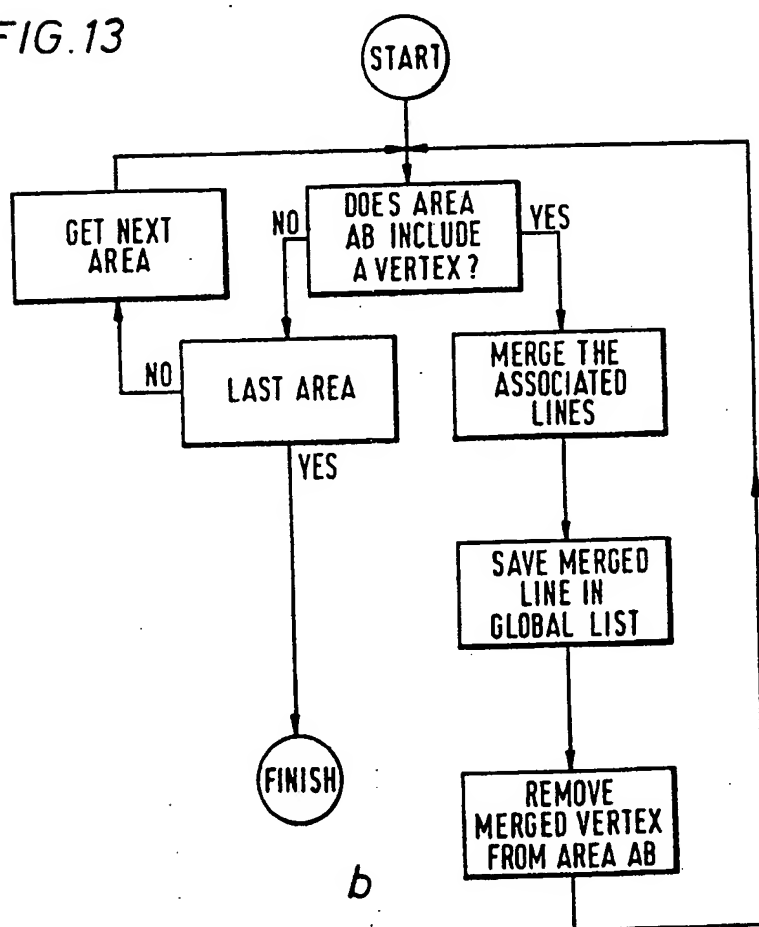 FIG.13
START
DOES AREA
AB INCLUDE
A VERTEX?
NO
YES
GET NEXT
AREA
NO
LAST AREA
YES
MERGE THE
ASSOCIATED
LINES
SAVE MERGED
LINE IN
GLOBAL LIST
FINISH
REMOVE
MERGED VERTEX
FROM AREA AB
b